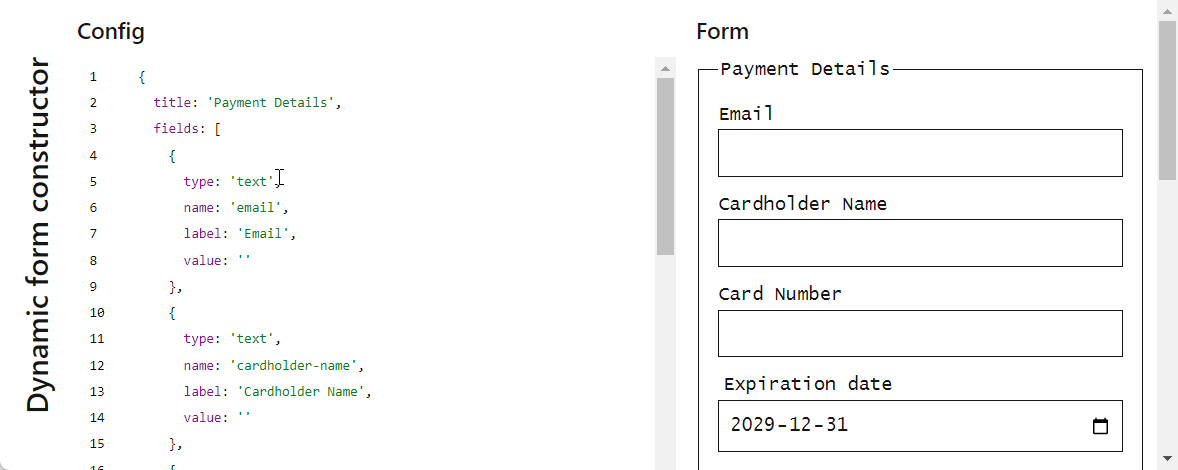 Dynamic form constructor
Config
1 {
2 title: 'Payment Details',
3 fields: [
4 {
5 type: 'text',
6 name: 'email',
7 label: 'Email',
8 value: ''
9 },
10 {
11 type: 'text',
12 name: 'cardholder-name',
13 label: 'Cardholder Name',
14 value: ''
15 },
16 {
Form
Payment Details
Email
Cardholder Name
Card Number
Expiration date
2029-12-31